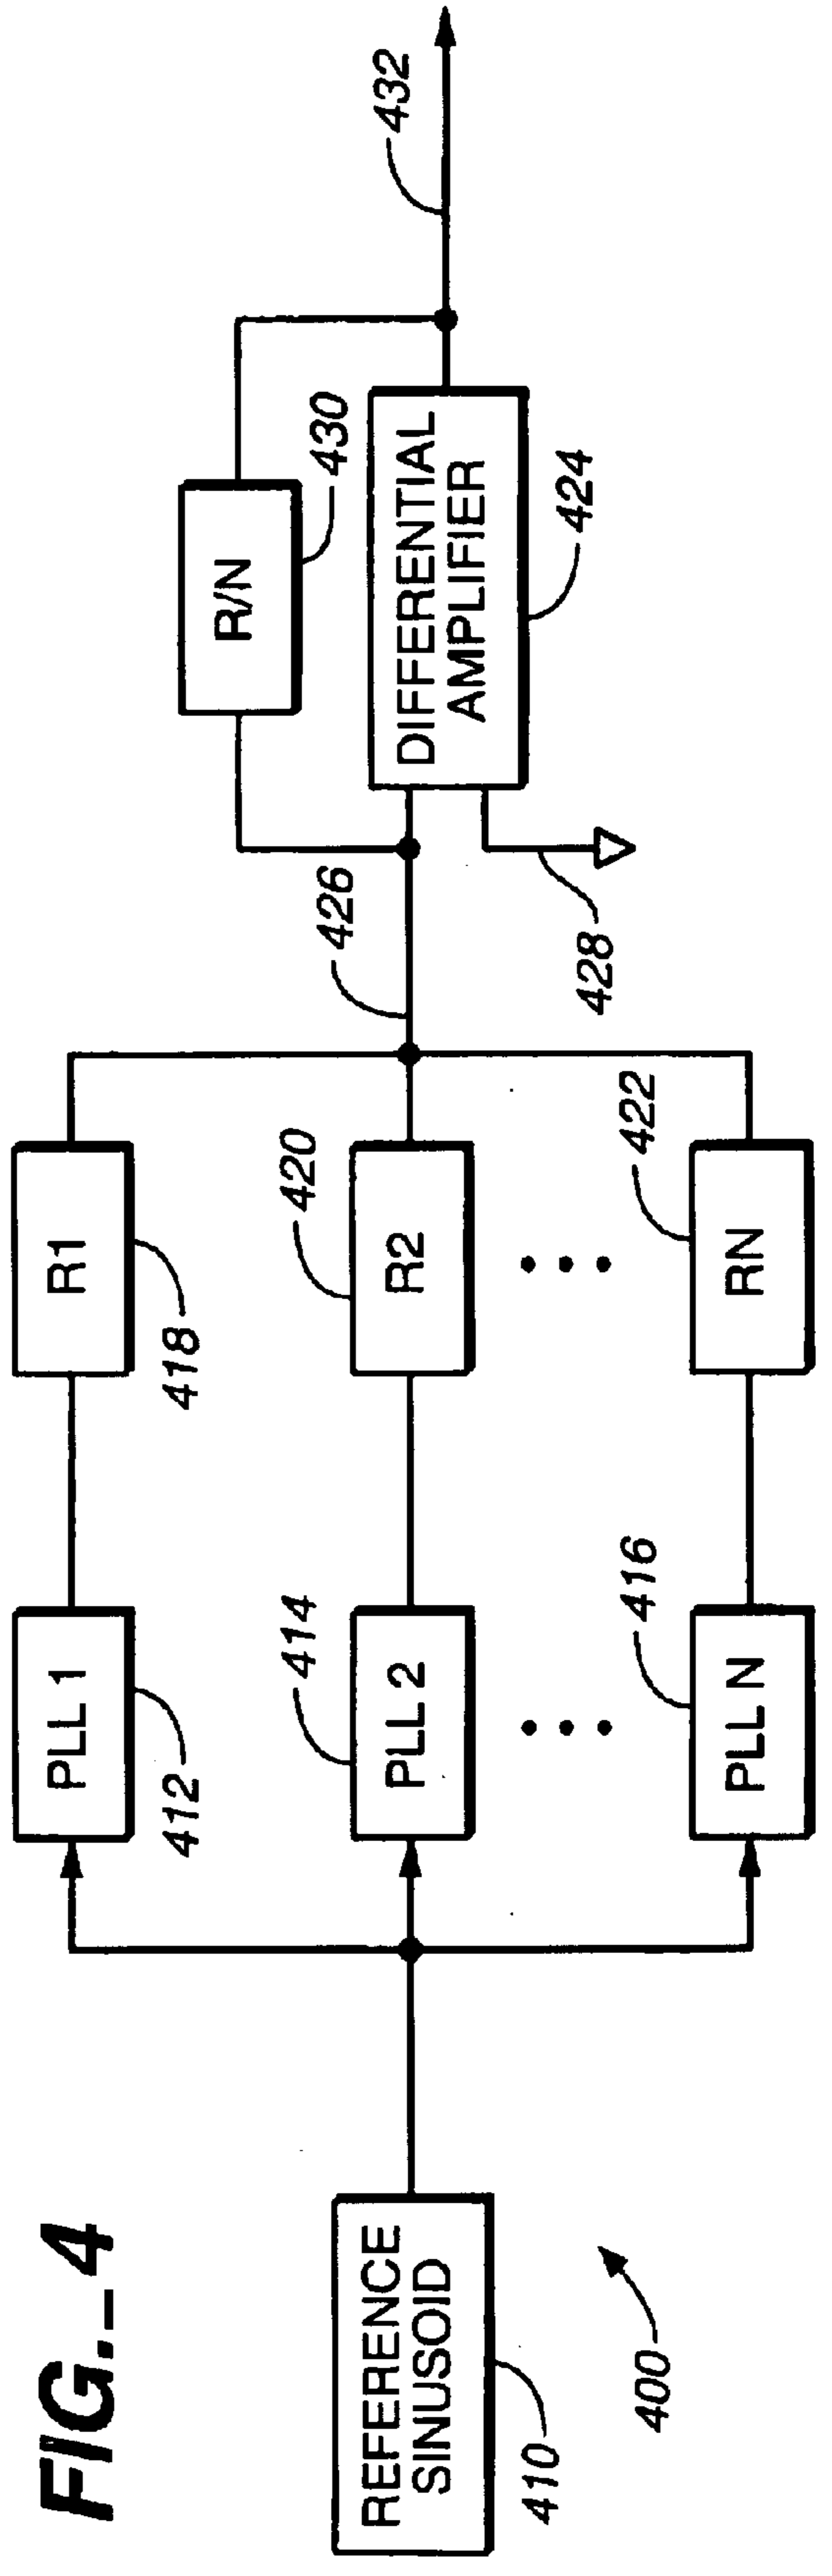 FIG._4
REFERENCE
SINUSOID
410
400
PLL 1
412
PLL 2
414
PLL N
416
R1
418
R2
420
RN
422
426
428
R/N
430
DIFFERENTIAL
AMPLIFIER
424
432